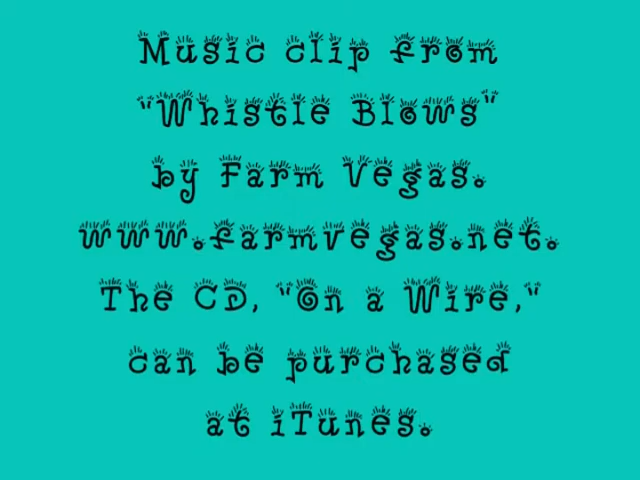 Music clip from
"Whistle Blows"
by Farm Vegas.
www.farmvegas.net.
The CD, "On a Wire,"
can be purchased
at iTunes.